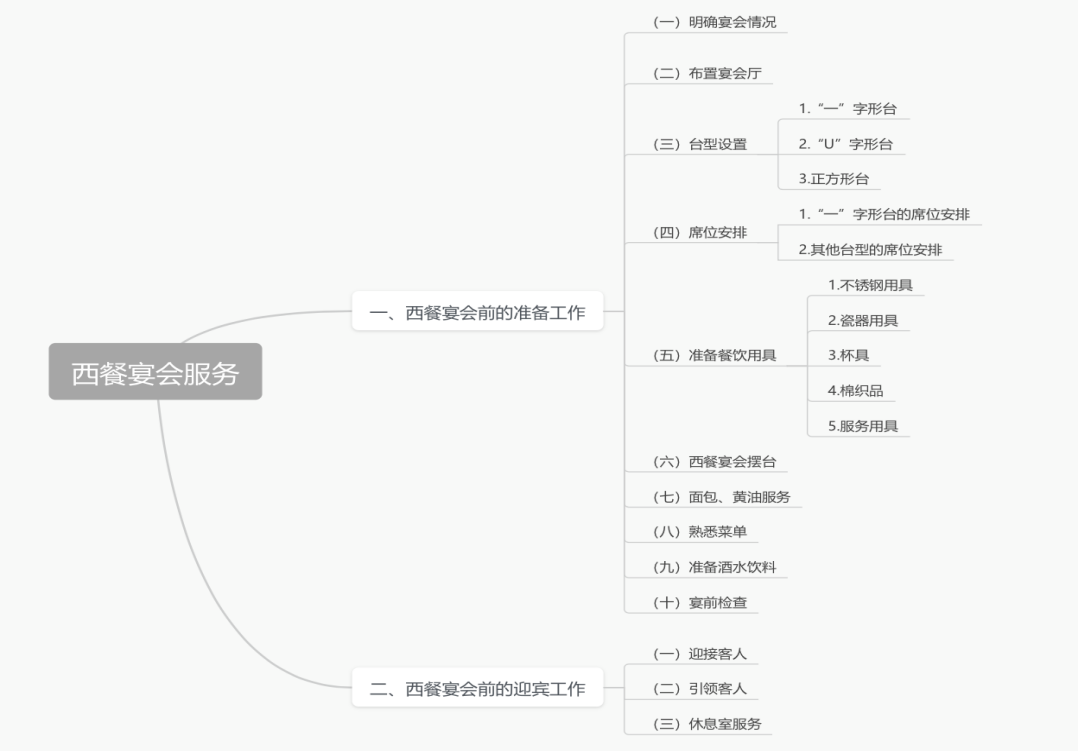 西餐宴会服务
一、西餐宴会前的准备工作
（一）明确宴会情况
（二）布置宴会厅
（三）台型设置
1.“一”字形台
2.“U”字形台
3.正方形台
（四）席位安排
1.“一”字形台的席位安排
2.其他台型的席位安排
（五）准备餐饮用具
1.不锈钢用具
2.瓷器用具
3.杯具
4.棉织品
5.服务用具
（六）西餐宴会摆台
（七）面包、黄油服务
（八）熟悉菜单
（九）准备酒水饮料
（十）宴前检查
二、西餐宴会前的迎宾工作
（一）迎接客人
（二）引领客人
（三）休息室服务